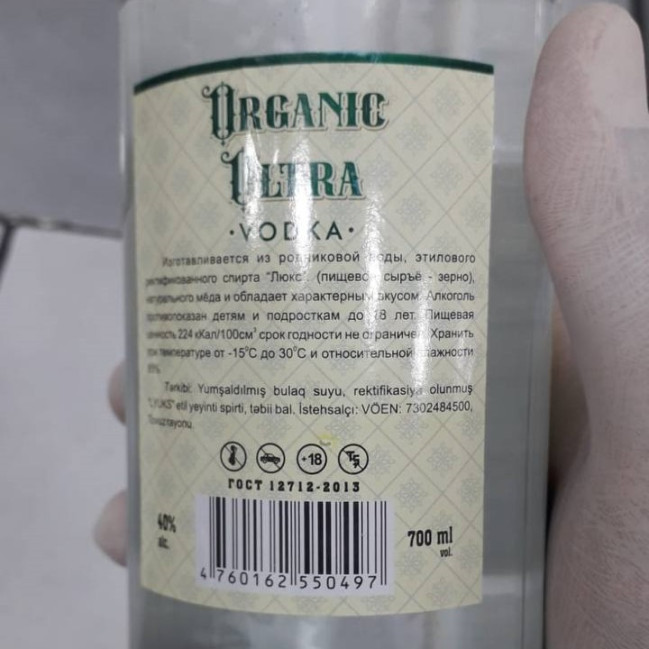 ORGANIC
ULTRA
·VODKA·
Изготавливается из родниковой воды, этилового
ректификованного спирта "Люкс" (пищевое сырьё - зерно),
натурального мёда и обладает характерным вкусом. Алкоголь
противопоказан детям и подросткам до 18 лет. Пищевая
ценность 224 кКал/100см³ срок годности не ограничен. Хранить
при температуре от -15°С до 30°С и относительной влажности
85%
Tərkibi: Yumşaldılmış bulaq suyu, rektifikasiya olunmuş
"LYUKS" etil yeyinti spirti, təbii bal. İstehsalçı: VÖEN: 7302484500,
+18
ГОСТ 12712-2013
40%
alc.
700 ml
vol.
4 760162 550497